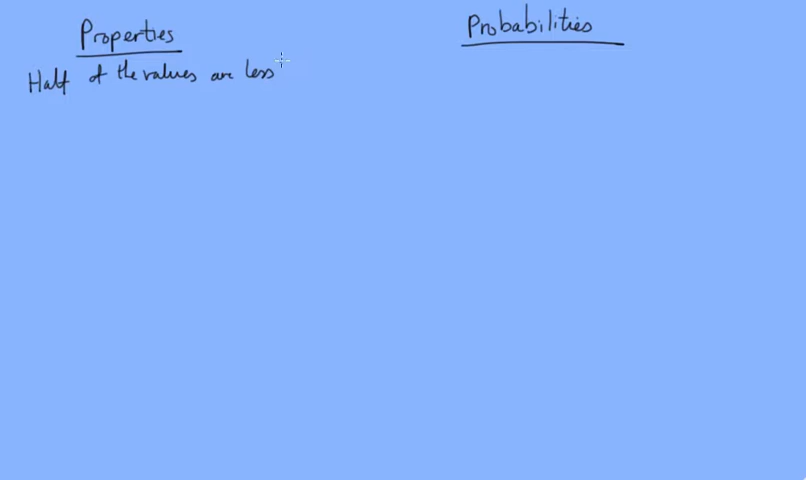 Properties
Probabilities
Half of the values are less